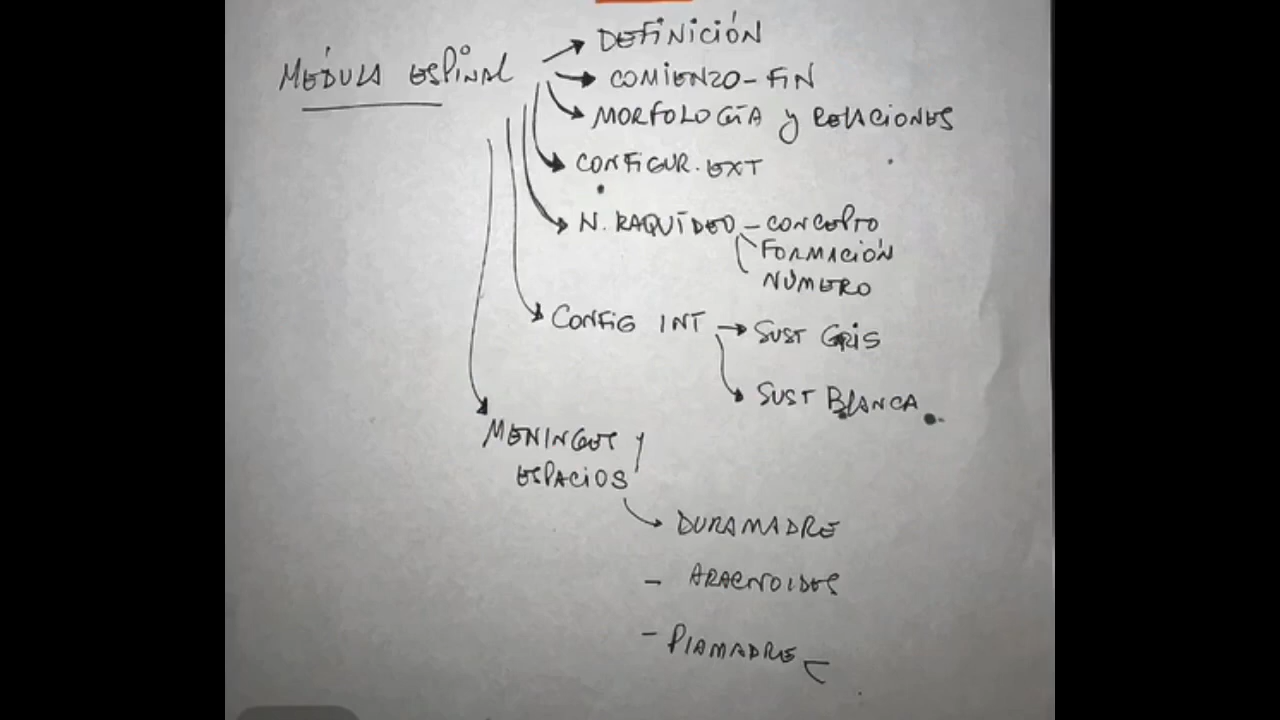 MÉDULA ESPINAL
DEFINICIÓN
COMIENZO - FIN
MORFOLOGÍA y RELACIONES
CONFIGUR. EXT
N. RAQUÍDEO - CONCEPTO
FORMACIÓN
NÚMERO
CONFIG INT → SUST GRIS
SUST BLANCA
MENINGES y
ESPACIOS
DURAMADRE
- ARACNOIDES
- PIAMADRE